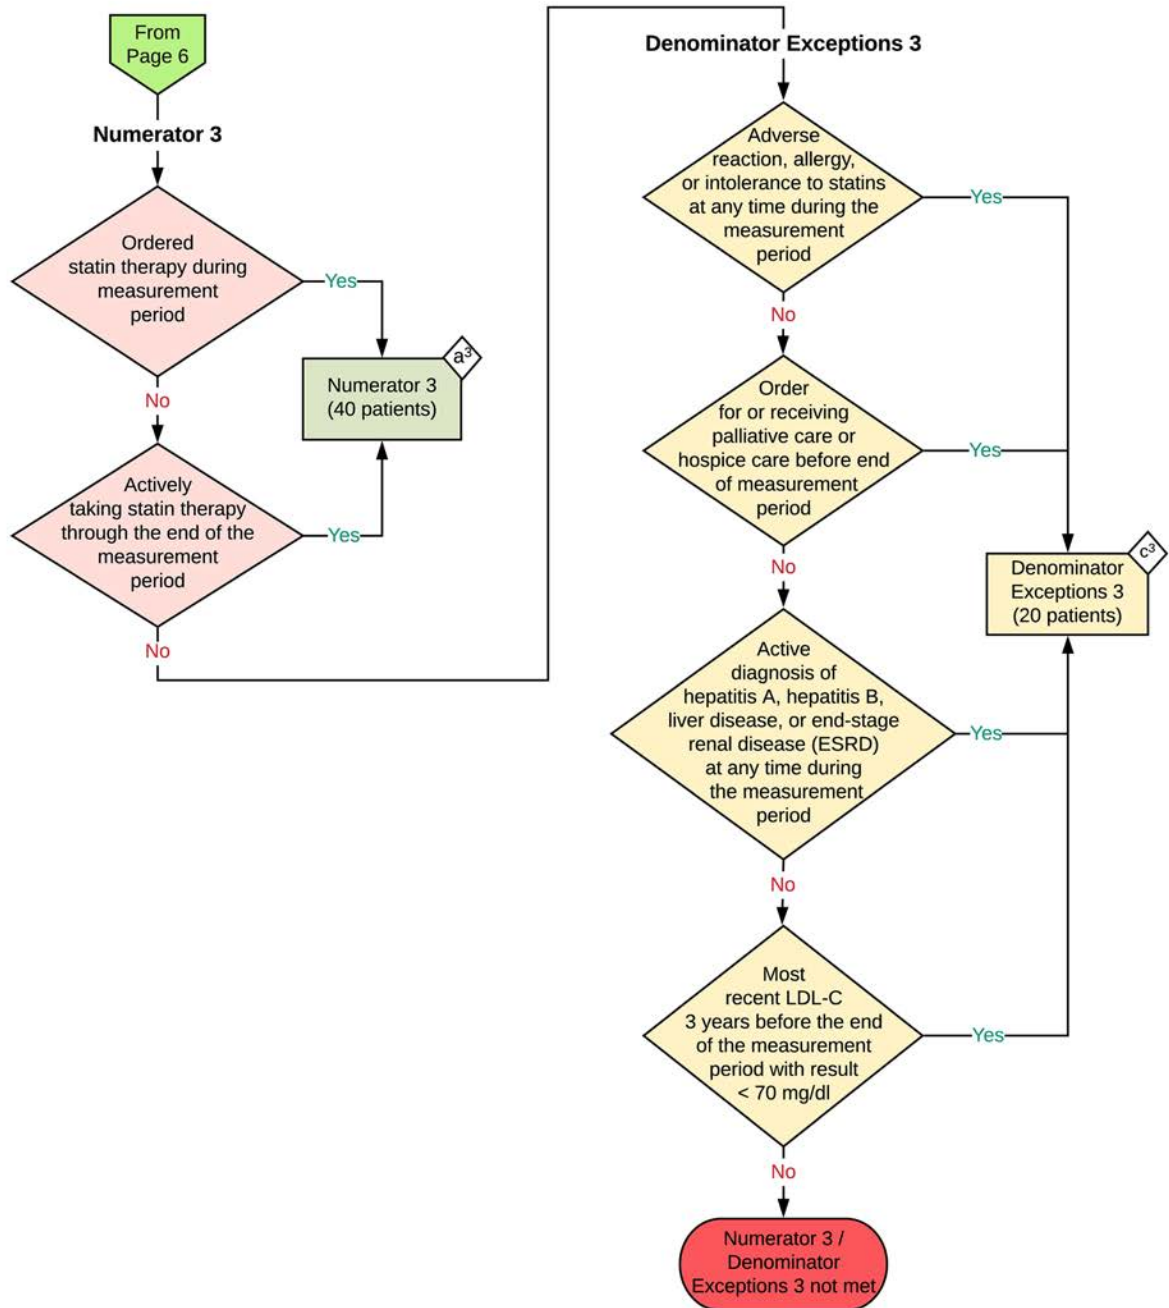 From
Page 6
Numerator 3
Ordered
statin therapy during
measurement
period
Yes
No
a³
Numerator 3
(40 patients)
Actively
taking statin therapy
through the end of the
measurement
period
Yes
No
Denominator Exceptions 3
Adverse
reaction, allergy,
or intolerance to statins
at any time during the
measurement
period
Yes
No
Order
for or receiving
palliative care or
hospice care before end
of measurement
period
Yes
No
c³
Denominator
Exceptions 3
(20 patients)
Active
diagnosis of
hepatitis A, hepatitis B,
liver disease, or end-stage
renal disease (ESRD)
at any time during
the measurement
period
Yes
No
Most
recent LDL-C
3 years before the end
of the measurement
period with result
< 70 mg/dl
Yes
No
Numerator 3 /
Denominator
Exceptions 3 not met